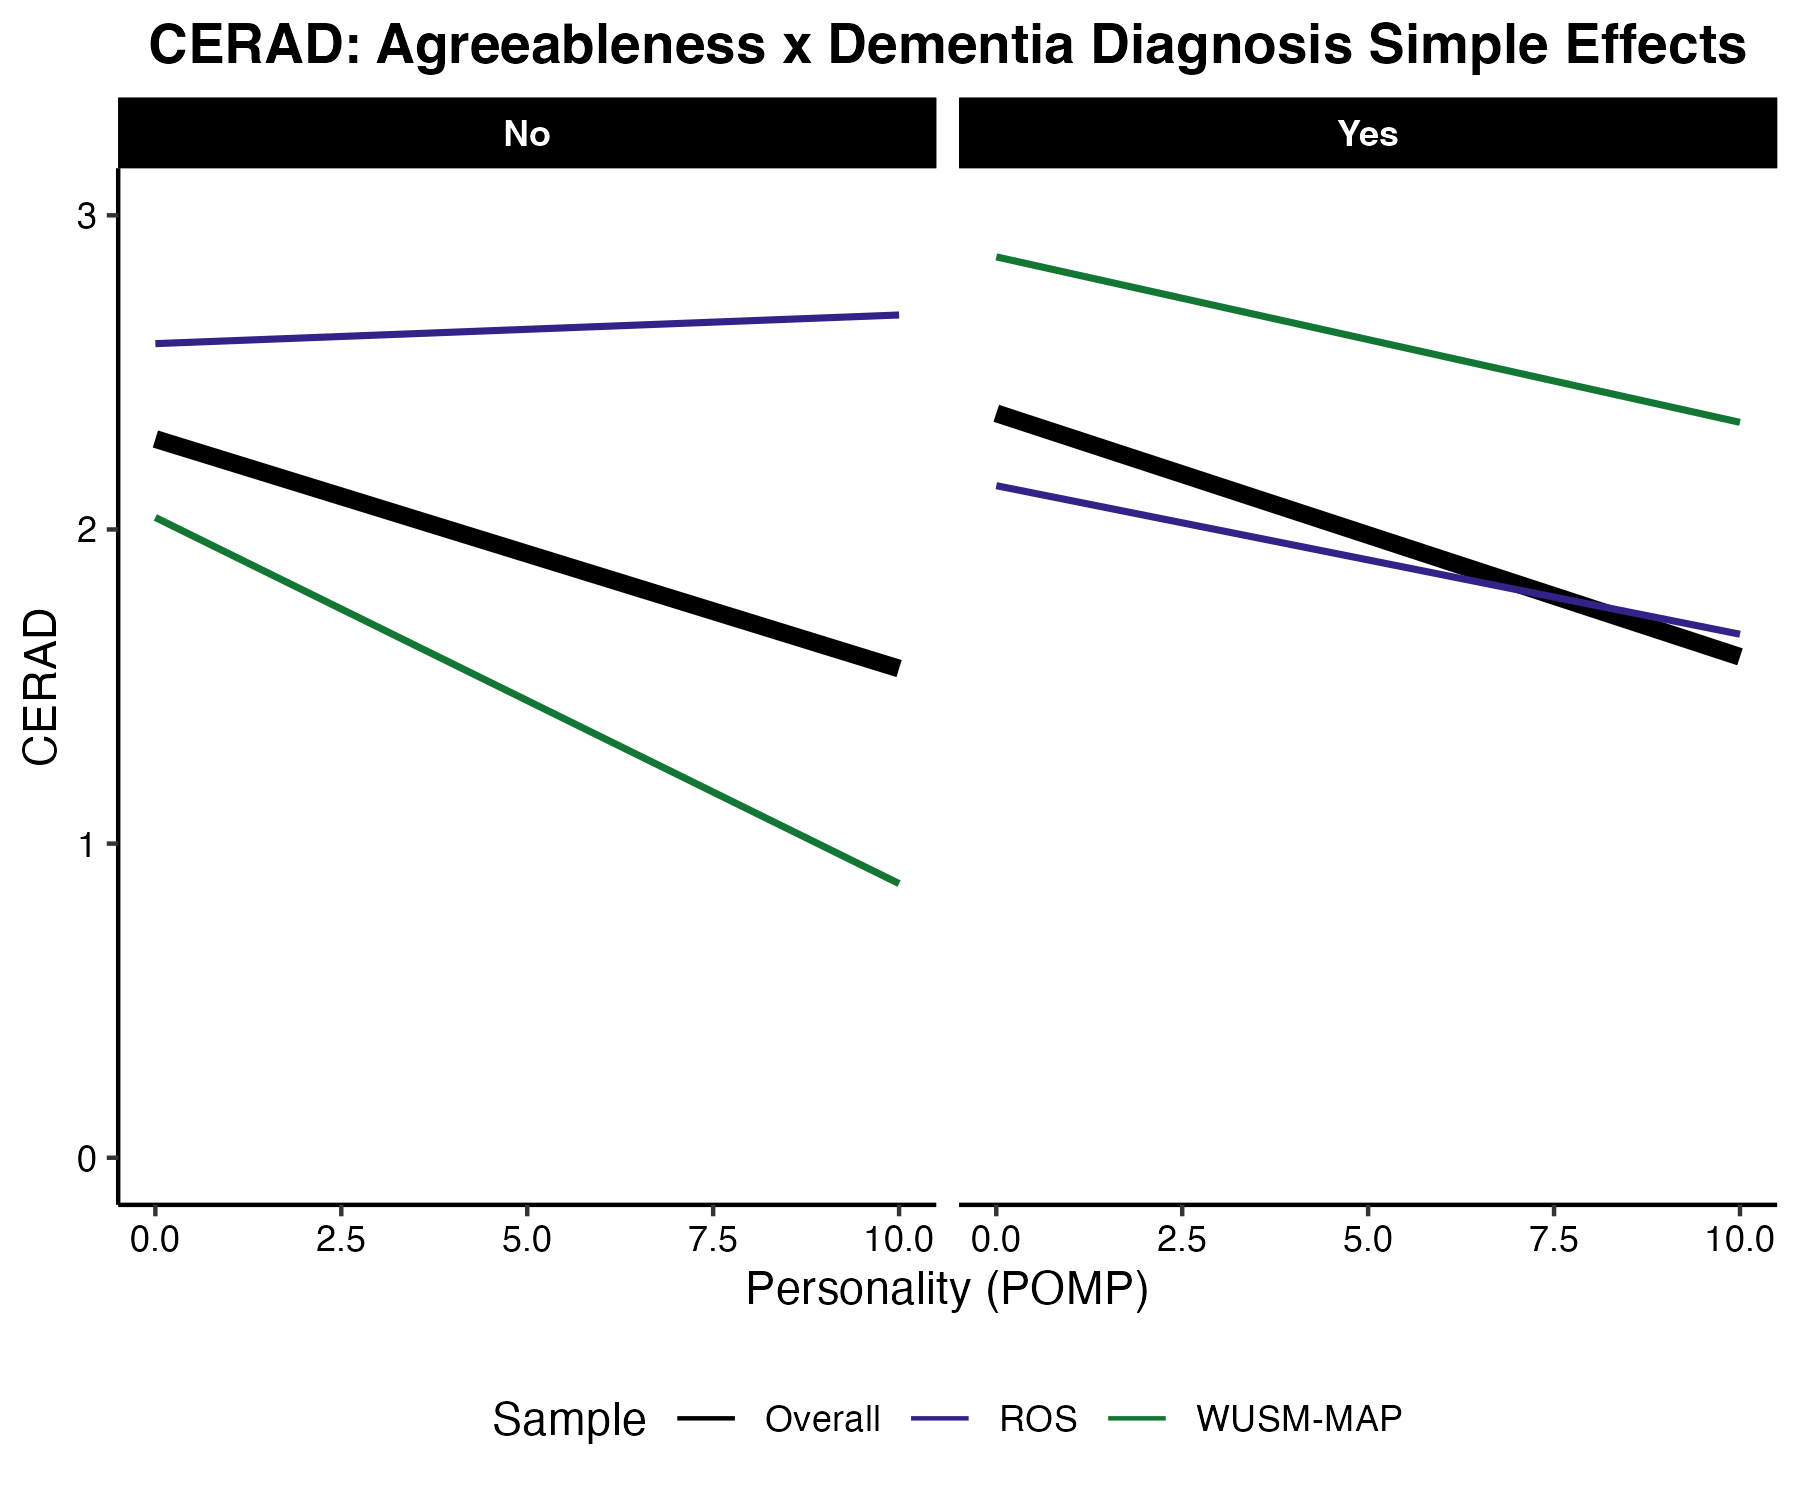 CERAD: Agreeableness x Dementia Diagnosis Simple Effects
No Yes
3
2
1
0
CERAD
0.0 2.5 5.0 7.5 10.0 0.0 2.5 5.0 7.5 10.0
Personality (POMP)
Sample Overall ROS WUSM-MAP